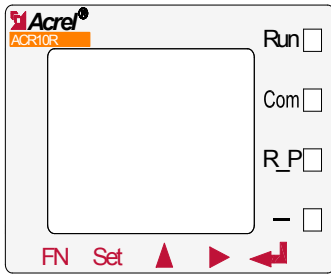 Acrel®
ACR10R
Run
Com
R_P
–
FN Set